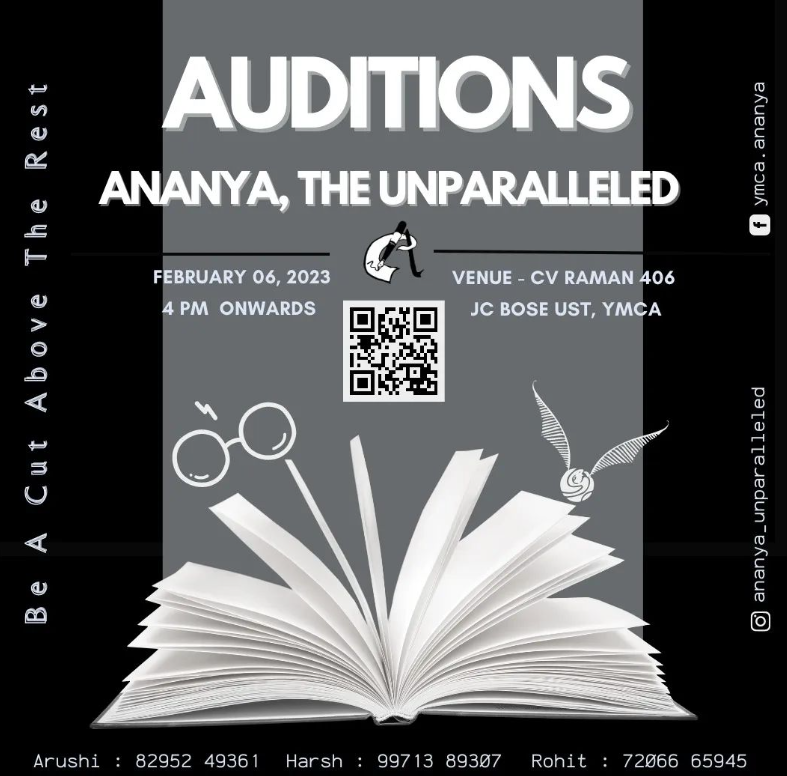 AUDITIONS
ANANYA, THE UNPARALLELED
FEBRUARY 06, 2023
4 PM ONWARDS
VENUE - CV RAMAN 406
JC BOSE UST, YMCA
Be A Cut Above The Rest
ymca.ananya
ananya_unparalleled
Arushi : 82952 49361 Harsh : 99713 89307 Rohit : 72066 65945